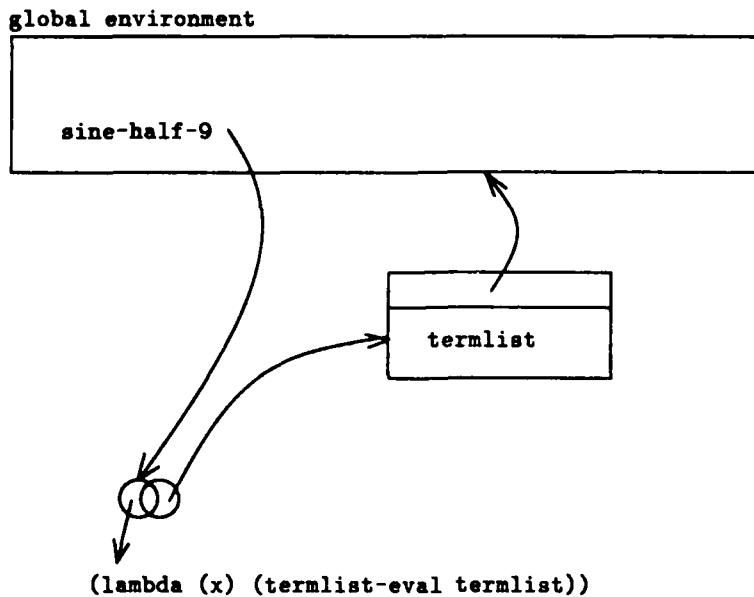 global environment
sine-half-9
termlist
(lambda (x) (termlist-eval termlist))